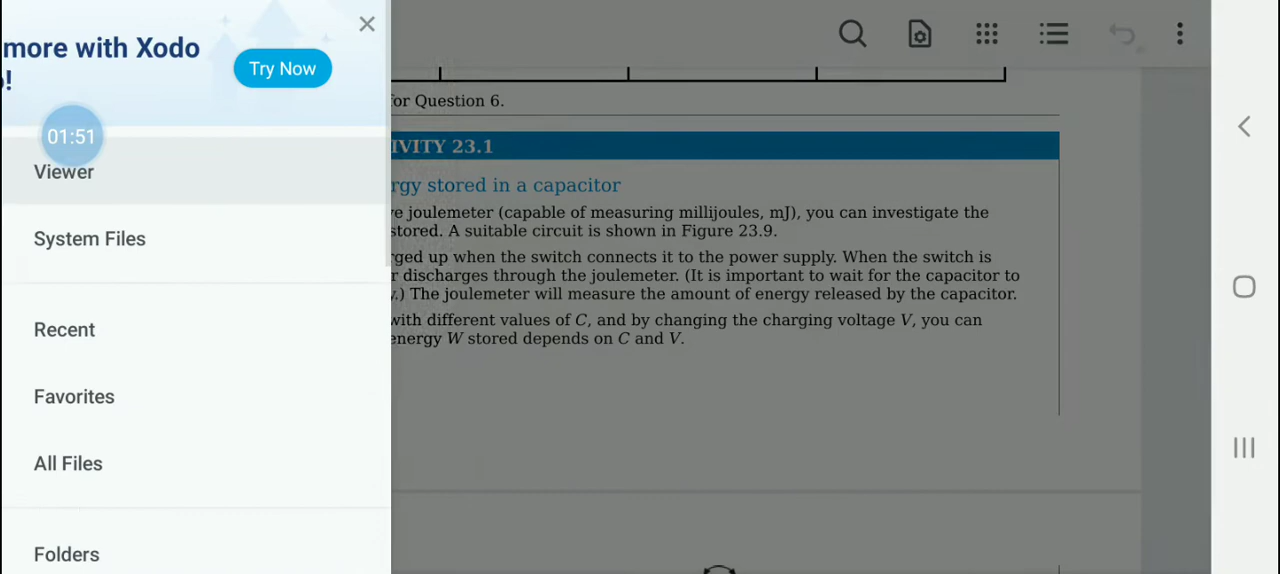 more with Xodo
!
Try Now
01:51
Viewer
System Files
Recent
Favorites
All Files
Folders
for Question 6.
IVITY 23.1
rgy stored in a capacitor
ve joulemeter (capable of measuring millijoules, mJ), you can investigate the
stored. A suitable circuit is shown in Figure 23.9.
rged up when the switch connects it to the power supply. When the switch is
r discharges through the joulemeter. (It is important to wait for the capacitor to
y.) The joulemeter will measure the amount of energy released by the capacitor.
with different values of C, and by changing the charging voltage V, you can
energy W stored depends on C and V.